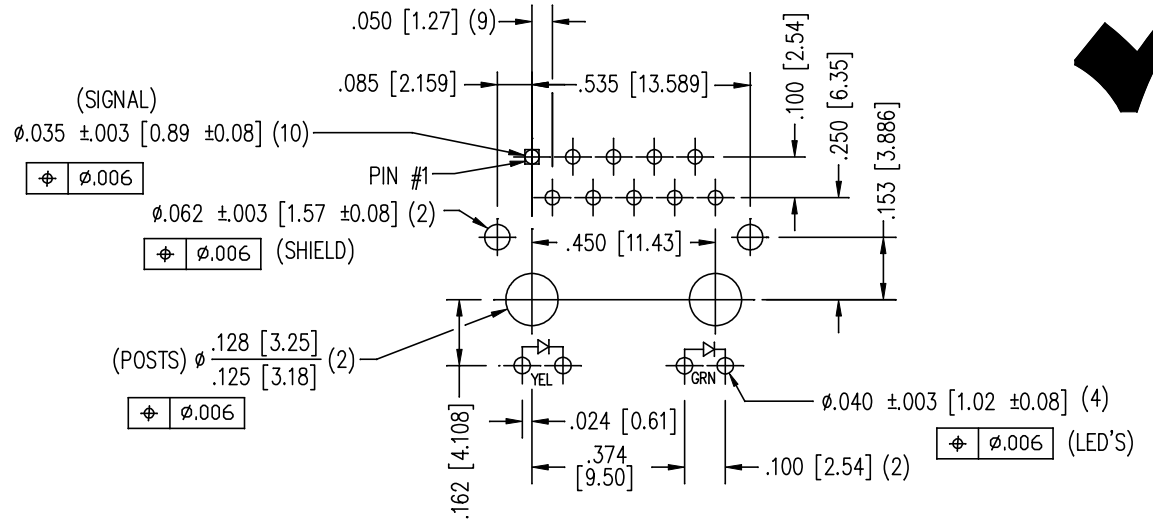 .050 [1.27] (9)
.085 [2.159]
.535 [13.589]
.100 [2.54]
.250 [6.35]
.153 [3.886]
(SIGNAL)
ø.035 ±.003 [0.89 ±0.08] (10)
⌖ ø.006
PIN #1
ø.062 ±.003 [1.57 ±0.08] (2)
⌖ ø.006 (SHIELD)
.450 [11.43]
(POSTS) ø .128 [3.25] (2)
.125 [3.18]
⌖ ø.006
YEL
GRN
.162 [4.108]
.024 [0.61]
.374
[9.50]
.100 [2.54] (2)
ø.040 ±.003 [1.02 ±0.08] (4)
⌖ ø.006 (LED'S)